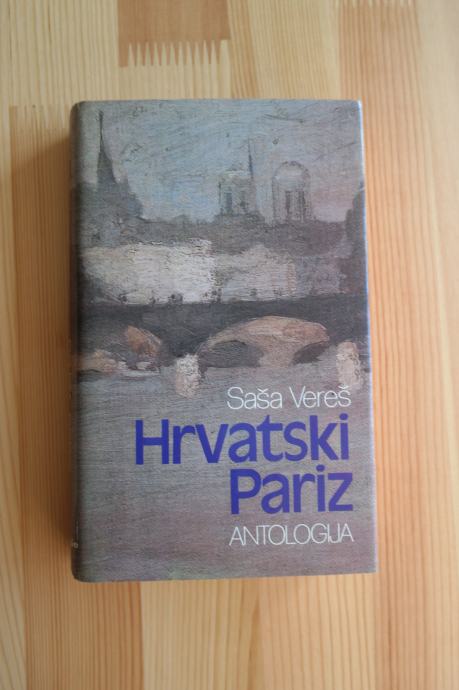 Saša Vereš
Hrvatski
Pariz
ANTOLOGIJA